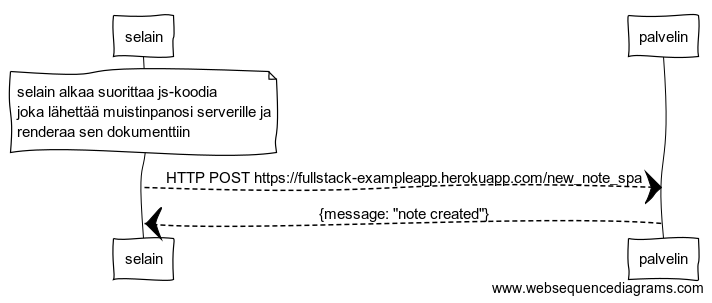 selain
palvelin
selain alkaa suorittaa js-koodia
joka lähettää muistinpanosi serverille ja
renderaa sen dokumenttiin
HTTP POST https://fullstack-exampleapp.herokuapp.com/new_note_spa
{message: "note created"}
selain
palvelin
www.websequencediagrams.com